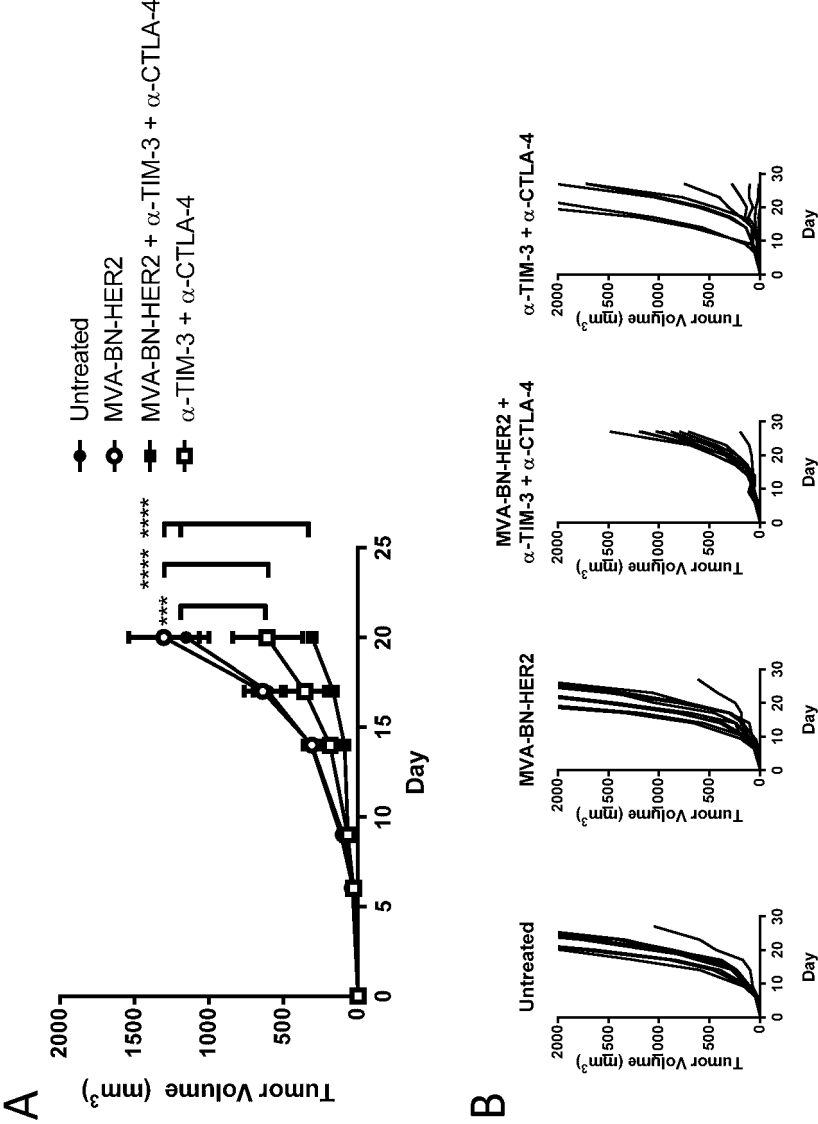 A
Untreated
MVA-BN-HER2
MVA-BN-HER2 + α-TIM-3 + α-CTLA-4
α-TIM-3 + α-CTLA-4
*** **** ****
2000
1500
1000
500
0
Tumor Volume (mm³)
0 5 10 15 20 25
Day
B
Untreated
2000
1500
1000
500
0
Tumor Volume (mm³)
0 10 20 30
Day
MVA-BN-HER2
2000
1500
1000
500
0
Tumor Volume (mm³)
0 10 20 30
Day
MVA-BN-HER2 +
α-TIM-3 + α-CTLA-4
2000
1500
1000
500
0
Tumor Volume (mm³)
0 10 20 30
Day
α-TIM-3 + α-CTLA-4
2000
1500
1000
500
0
Tumor Volume (mm³)
0 10 20 30
Day